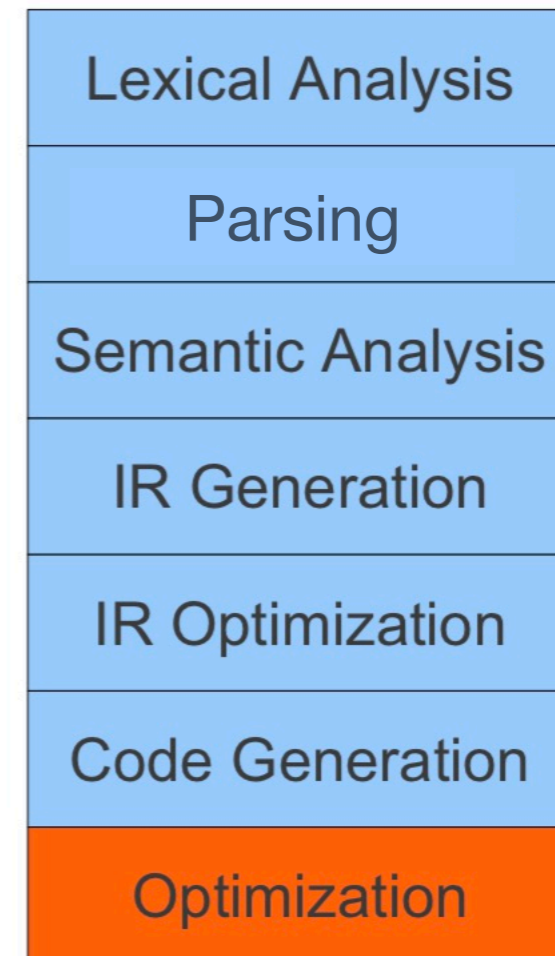 Lexical Analysis
Parsing
Semantic Analysis
IR Generation
IR Optimization
Code Generation
Optimization